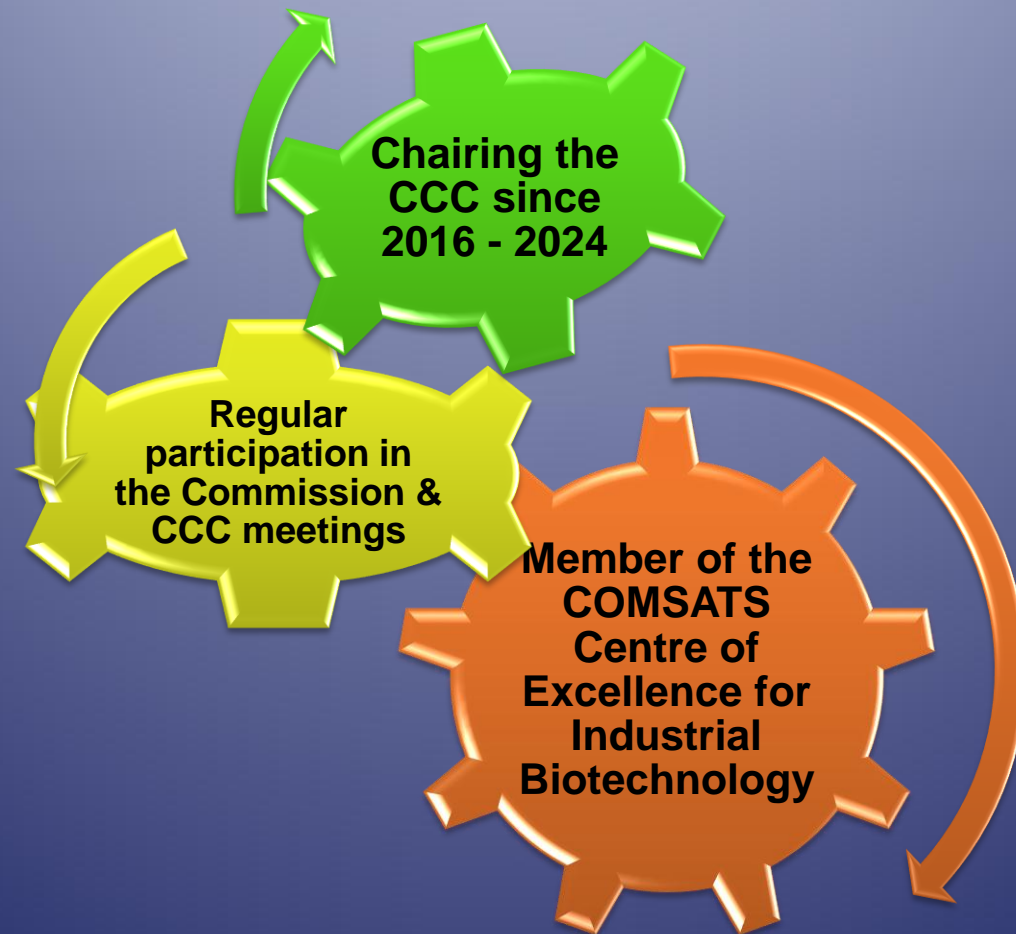 Chairing the
CCC since
2016 - 2024
Regular
participation in
the Commission &
CCC meetings
Member of the
COMSATS
Centre of
Excellence for
Industrial
Biotechnology